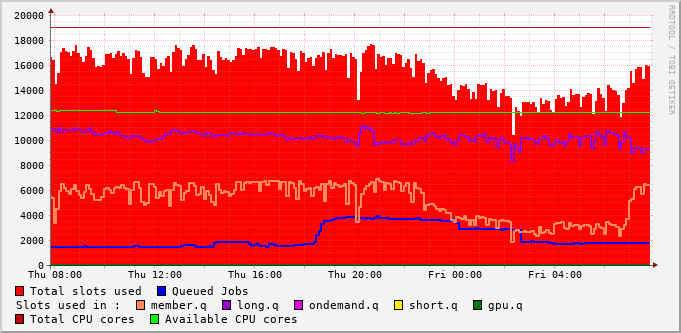 20000
18000
16000
14000
12000
10000
8000
6000
4000
2000
0
Thu 08:00 Thu 12:00 Thu 16:00 Thu 20:00 Fri 00:00 Fri 04:00
Total slots used Queued Jobs
Slots used in : member.q long.q ondemand.q short.q gpu.q
Total CPU cores Available CPU cores
RRDTOOL / TOBI OETIKER